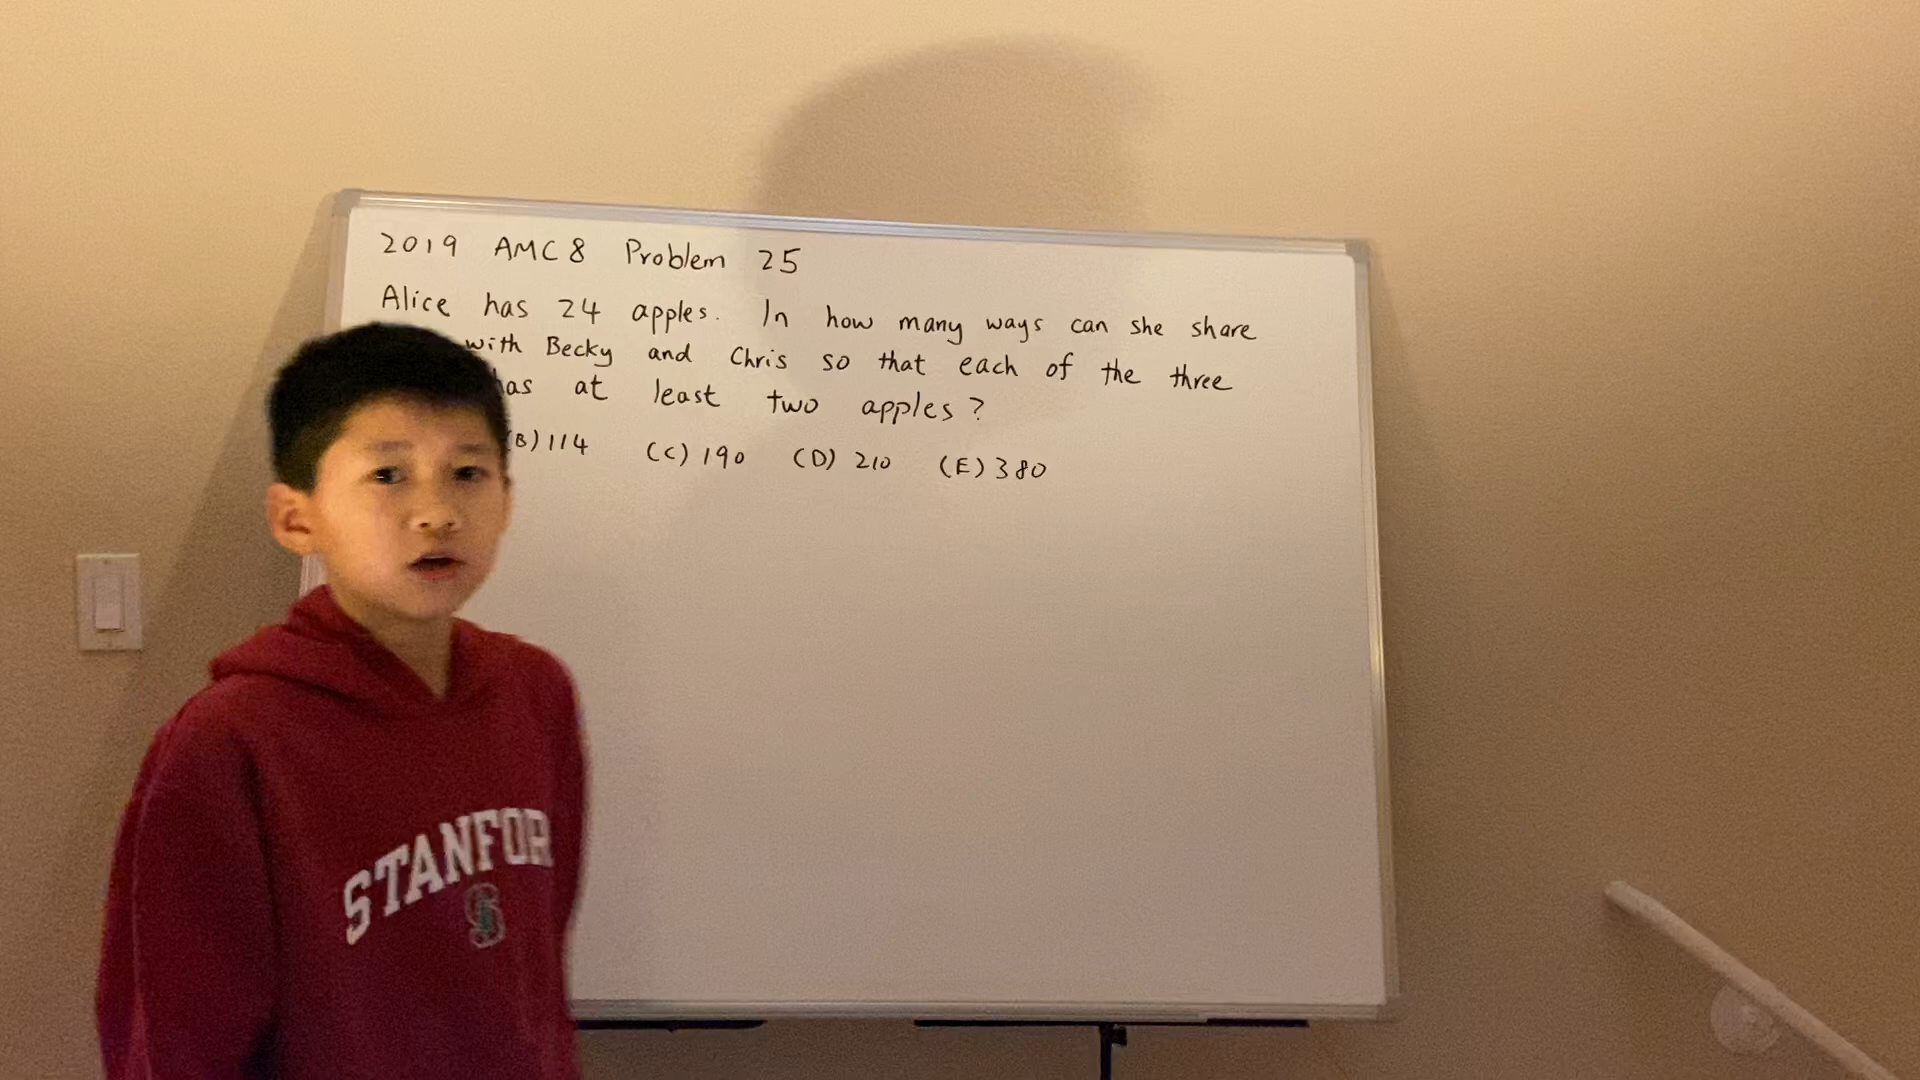 2019 AMC 8 Problem 25
Alice has 24 apples. In how many ways can she share
with Becky and Chris so that each of the three
has at least two apples?
(B) 114 (C) 190 (D) 210 (E) 380
STANFOR
S